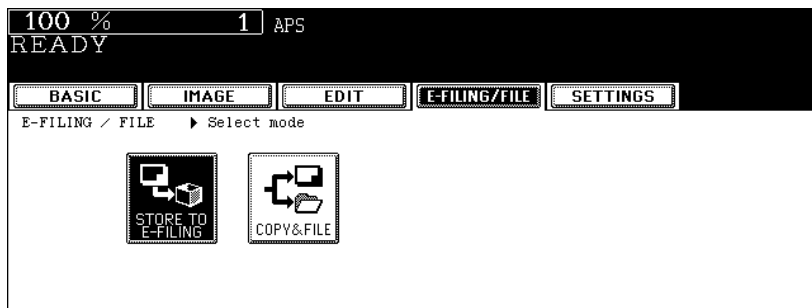 100 % 1 APS
READY
BASIC IMAGE EDIT E-FILING/FILE SETTINGS
E-FILING / FILE ▶ Select mode
STORE TO
E-FILING
COPY&FILE